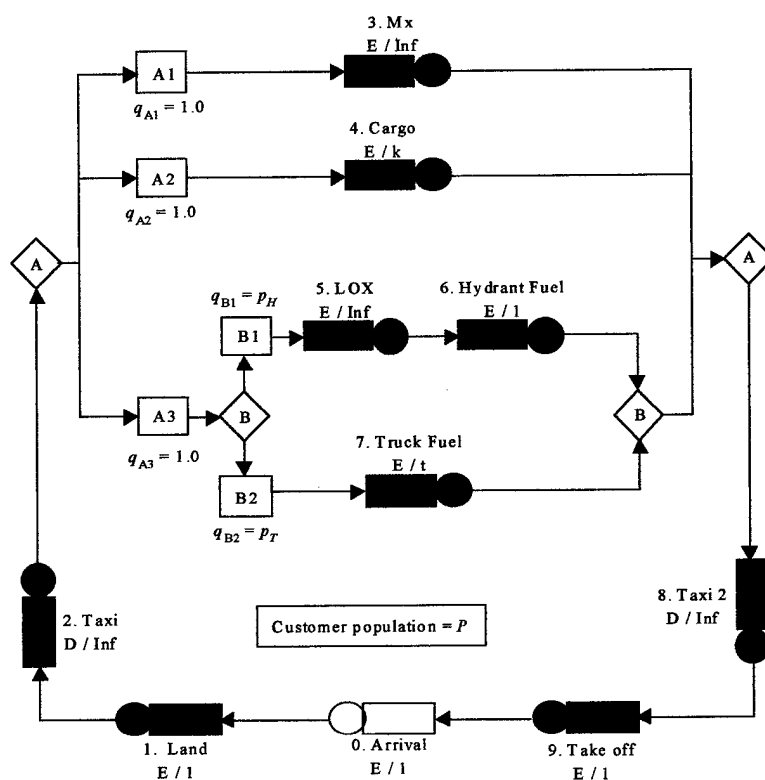 3. Mx
E / Inf
A1
q_A1 = 1.0
4. Cargo
E / k
A2
q_A2 = 1.0
A
A
5. LOX
E / Inf
6. Hydrant Fuel
E / 1
q_B1 = p_H
B1
A3
q_A3 = 1.0
B
B
7. Truck Fuel
E / t
B2
q_B2 = p_T
2. Taxi
D / Inf
Customer population = P
8. Taxi 2
D / Inf
1. Land
E / 1
0. Arrival
E / 1
9. Take off
E / 1